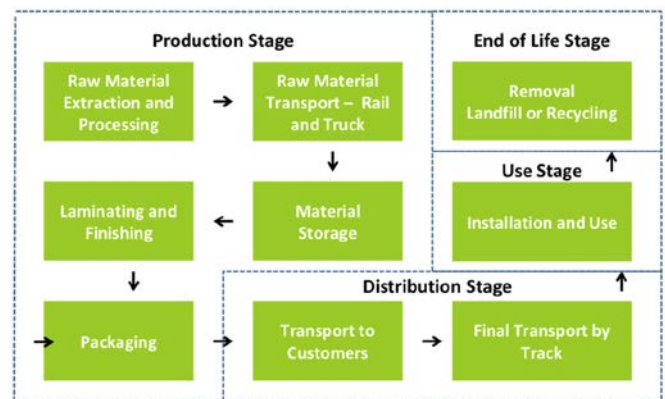 Production Stage
Raw Material
Extraction and
Processing
Raw Material
Transport – Rail
and Truck
Laminating and
Finishing
Material
Storage
Packaging
End of Life Stage
Removal
Landfill or Recycling
Use Stage
Installation and Use
Distribution Stage
Transport to
Customers
Final Transport by
Track